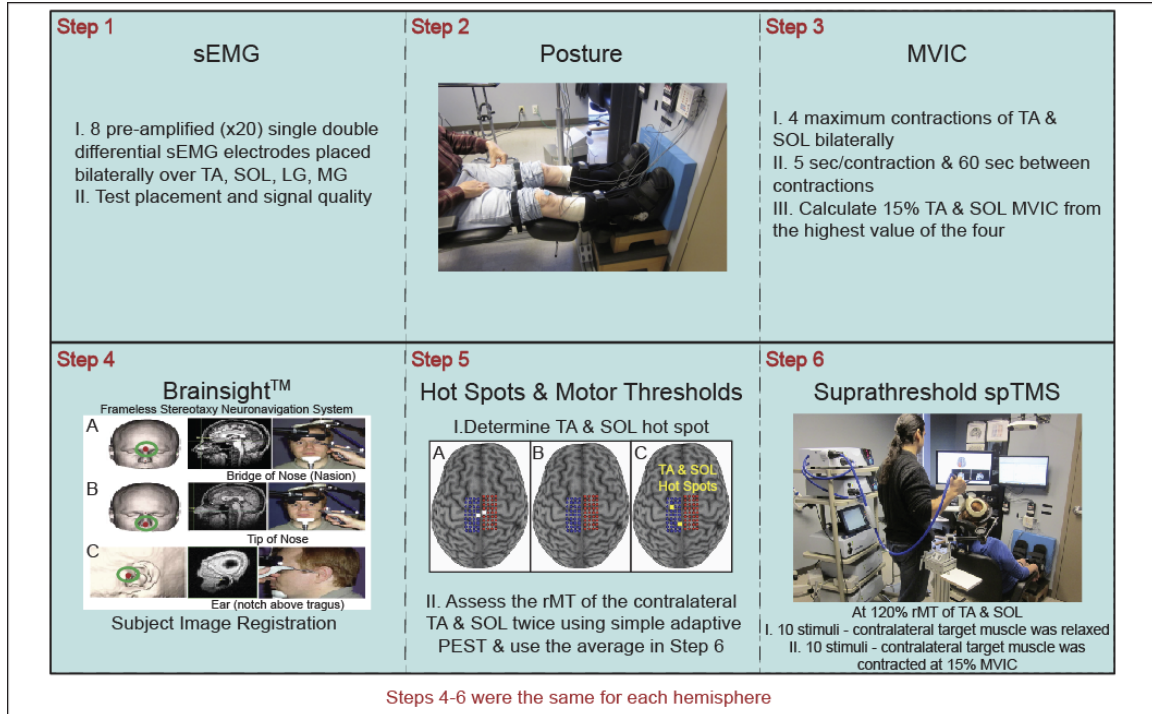 Step 1
sEMG
I. 8 pre-amplified (x20) single double
differential sEMG electrodes placed
bilaterally over TA, SOL, LG, MG
II. Test placement and signal quality
Step 2
Posture
Step 3
MVIC
I. 4 maximum contractions of TA &
SOL bilaterally
II. 5 sec/contraction & 60 sec between
contractions
III. Calculate 15% TA & SOL MVIC from
the highest value of the four
Step 4
Brainsight™
Frameless Stereotaxy Neuronavigation System
A
Bridge of Nose (Nasion)
B
Tip of Nose
C
Ear (notch above tragus)
Subject Image Registration
Step 5
Hot Spots & Motor Thresholds
I.Determine TA & SOL hot spot
A
B
C
TA & SOL
Hot Spots
II. Assess the rMT of the contralateral
TA & SOL twice using simple adaptive
PEST & use the average in Step 6
Step 6
Suprathreshold spTMS
At 120% rMT of TA & SOL
I. 10 stimuli - contralateral target muscle was relaxed
II. 10 stimuli - contralateral target muscle was
contracted at 15% MVIC
Steps 4-6 were the same for each hemisphere